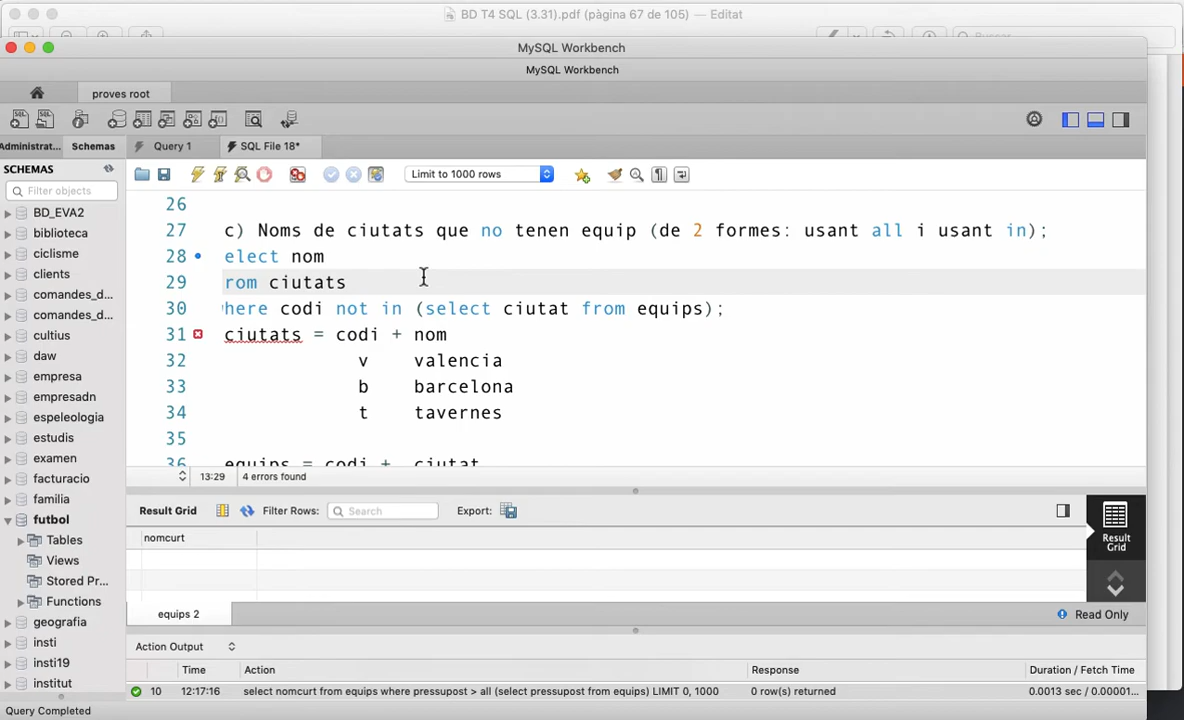 BD T4 SQL (3.31).pdf (pàgina 67 de 105) — Editat
Buscar
MySQL Workbench
MySQL Workbench
proves root
Administrat... Schemas Query 1 SQL File 18*
SCHEMAS
Limit to 1000 rows
Filter objects
BD_EVA2
biblioteca
ciclisme
clients
comandes_d...
comandes_d...
cultius
daw
empresa
empresadn
espeleologia
estudis
examen
facturacio
familia
futbol
Tables
Views
Stored Pr...
Functions
geografia
insti
insti19
institut
26
27 c) Noms de ciutats que no tenen equip (de 2 formes: usant all i usant in);
28 elect nom
29 rom ciutats
30 here codi not in (select ciutat from equips);
31 ciutats = codi + nom
32 v valencia
33 b barcelona
34 t tavernes
35
36 equips = codi + ciutat
13:29 4 errors found
Result Grid Filter Rows: Search Export:
nomcurt
Result Grid
equips 2 Read Only
Action Output
Time Action Response Duration / Fetch Time
10 12:17:16 select nomcurt from equips where pressupost > all (select pressupost from equips) LIMIT 0, 1000 0 row(s) returned 0.0013 sec / 0.00001...
Query Completed